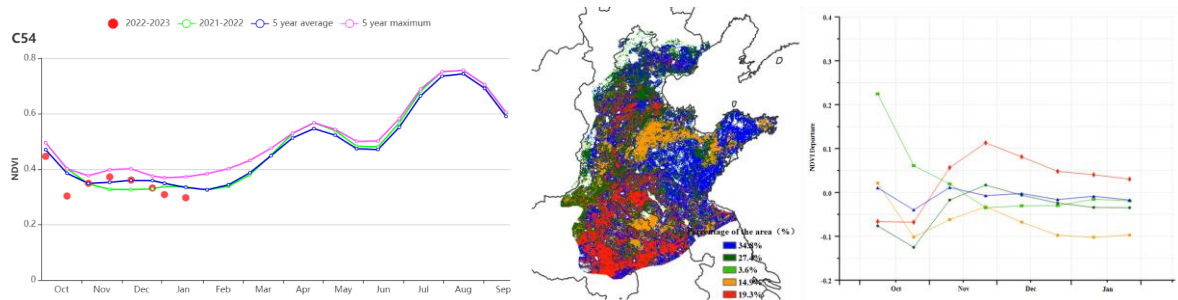 2022-2023 2021-2022 5 year average 5 year maximum
C54
NDVI
0.8
0.6
0.4
0.2
0
Oct Nov Dec Jan Feb Mar Apr May Jun Jul Aug Sep
D
Percentage of the area (%)
34.8%
27.4%
3.6%
14.9%
19.3%
NDVI Departure
0.4
0.3
0.2
0.1
0.0
-0.1
-0.2
Oct Nov Dec Jan